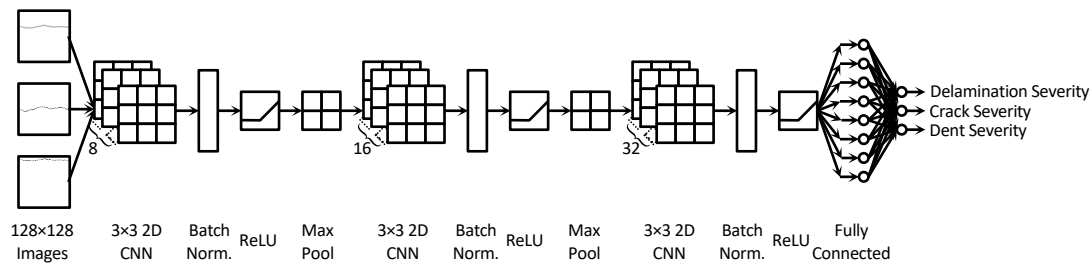 Delamination Severity
Crack Severity
Dent Severity
8
16
32
128×128 Images
3×3 2D CNN
Batch Norm.
ReLU
Max Pool
3×3 2D CNN
Batch Norm.
ReLU
Max Pool
3×3 2D CNN
Batch Norm.
ReLU
Fully Connected